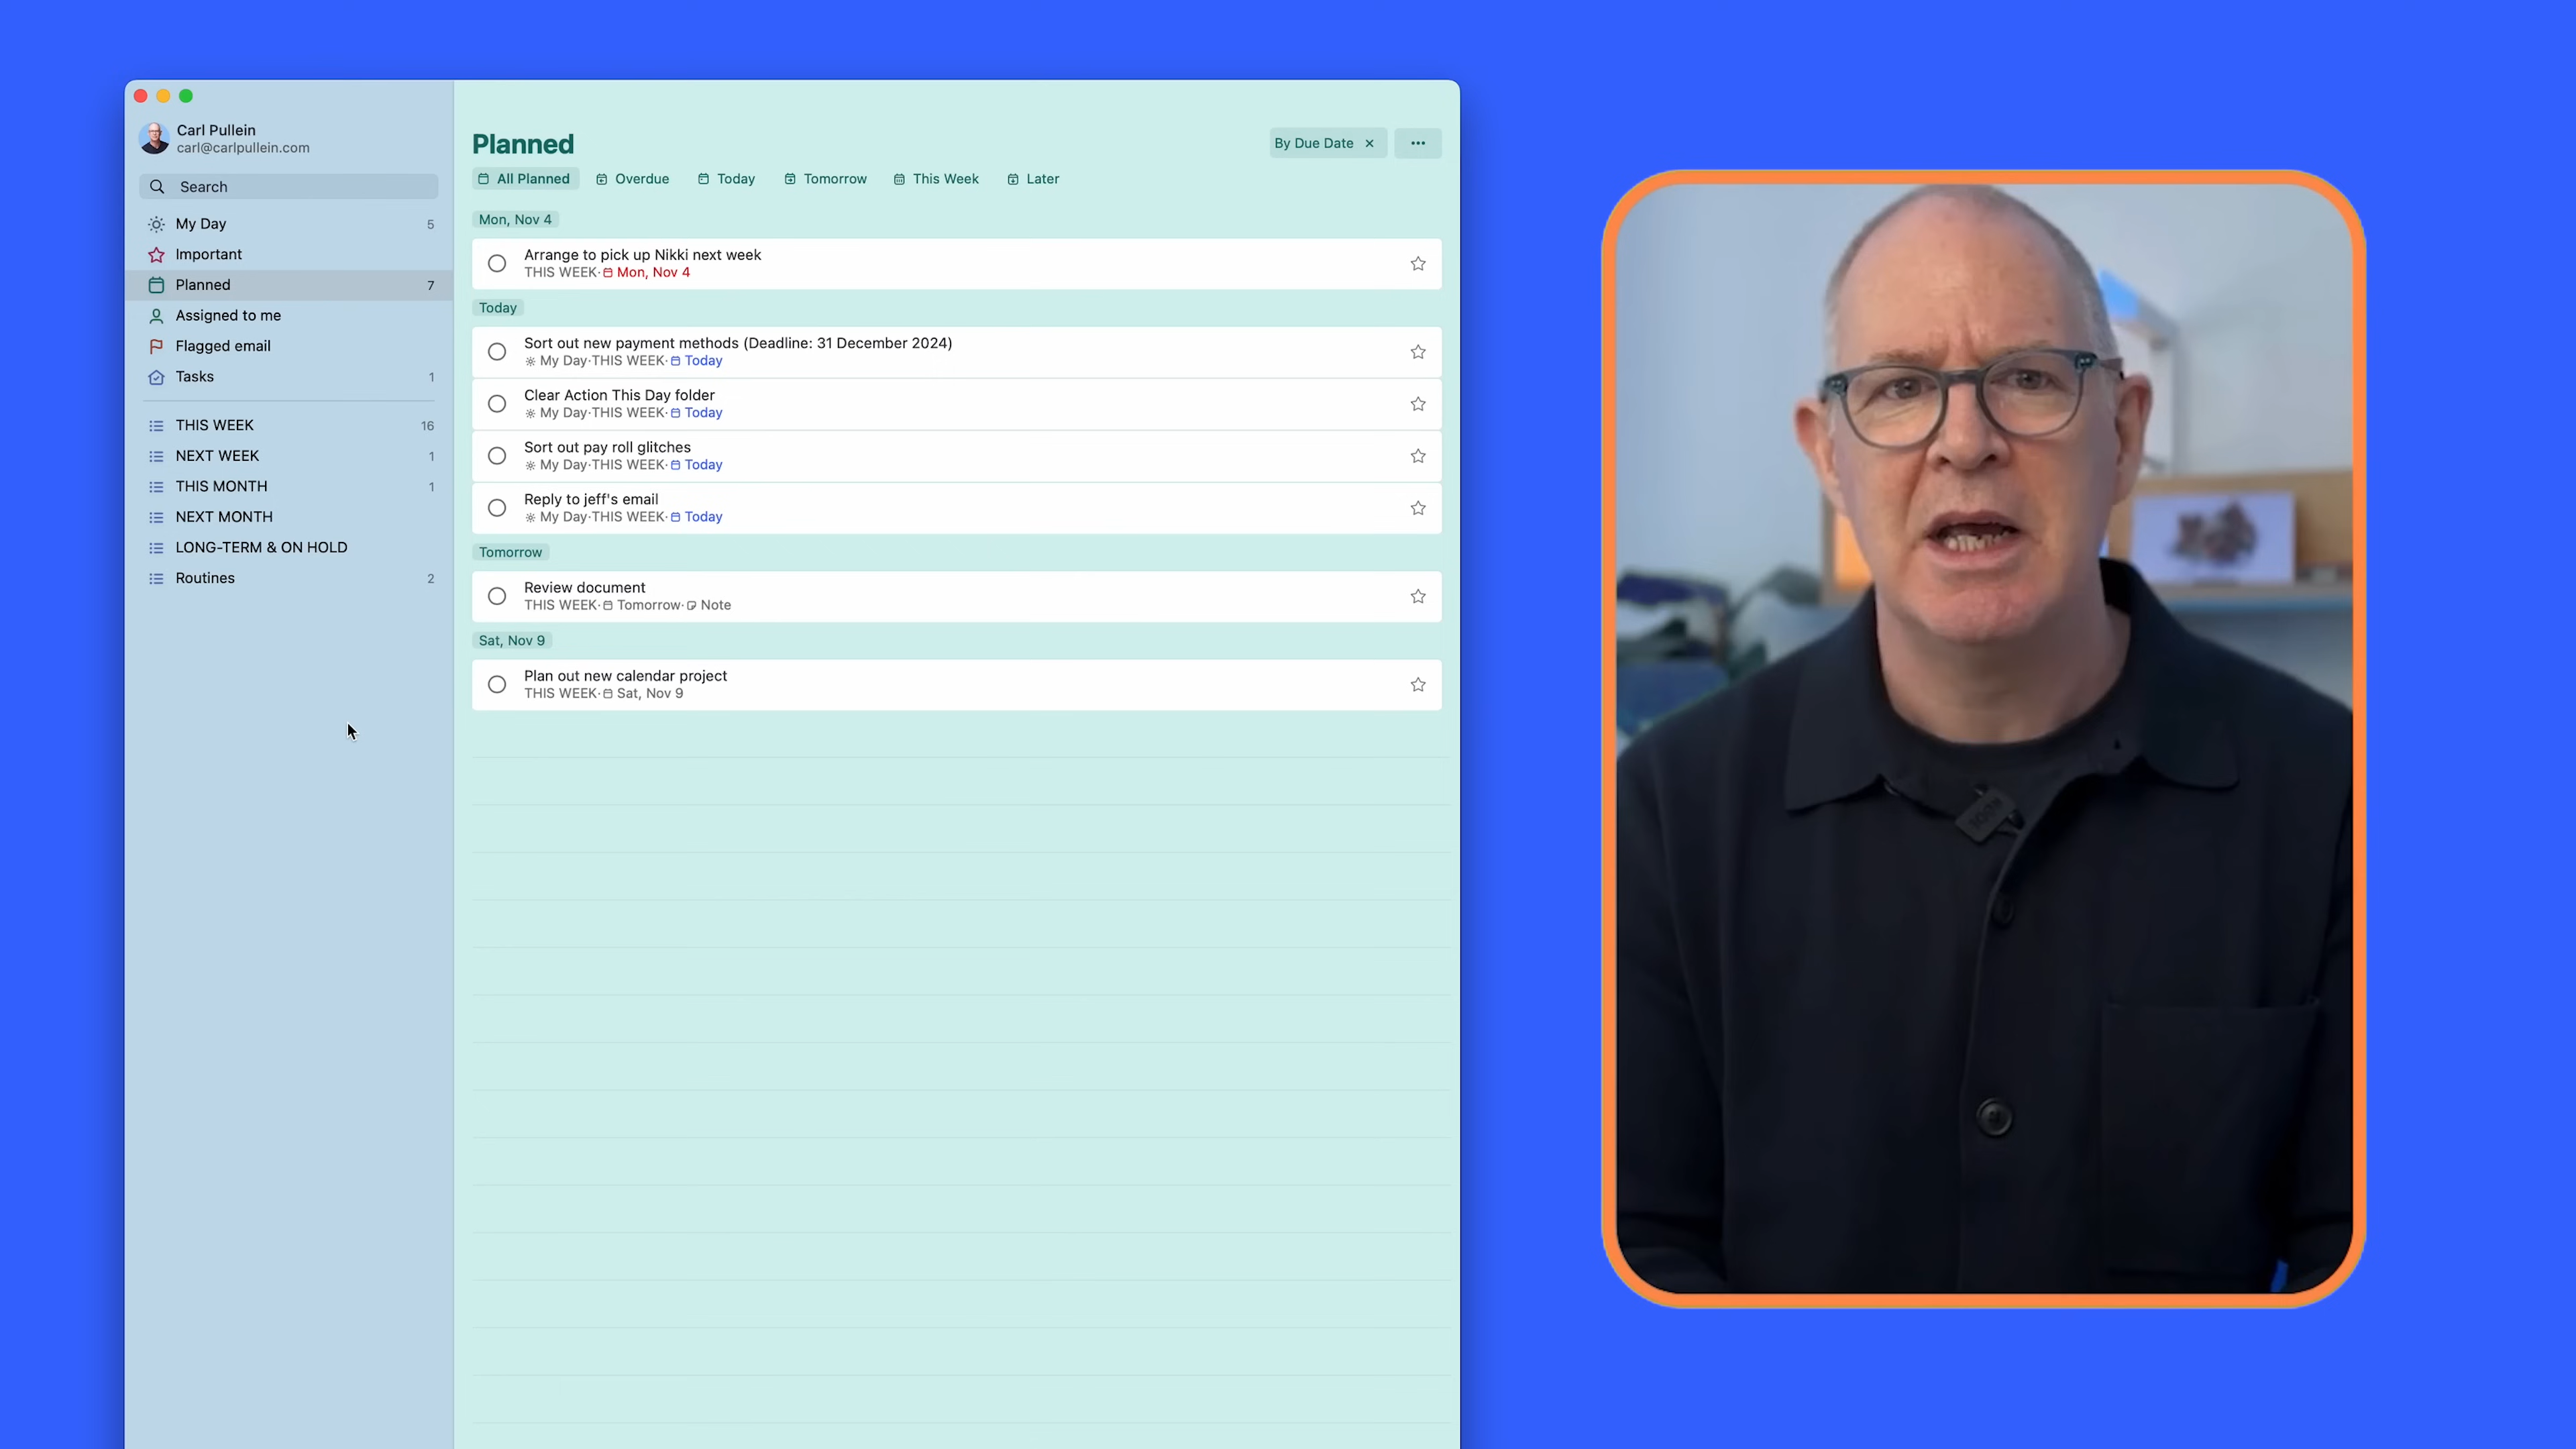 Carl Pullein
carl@carlpullein.com
Search
My Day 5
Important
Planned 7
Assigned to me
Flagged email
Tasks 1
THIS WEEK 16
NEXT WEEK 1
THIS MONTH 1
NEXT MONTH
LONG-TERM & ON HOLD
Routines 2
Planned
By Due Date
All Planned Overdue Today Tomorrow This Week Later
Mon, Nov 4
Arrange to pick up Nikki next week
THIS WEEK· Mon, Nov 4
Today
Sort out new payment methods (Deadline: 31 December 2024)
My Day·THIS WEEK· Today
Clear Action This Day folder
My Day·THIS WEEK· Today
Sort out pay roll glitches
My Day·THIS WEEK· Today
Reply to jeff's email
My Day·THIS WEEK· Today
Tomorrow
Review document
THIS WEEK· Tomorrow· Note
Sat, Nov 9
Plan out new calendar project
THIS WEEK· Sat, Nov 9